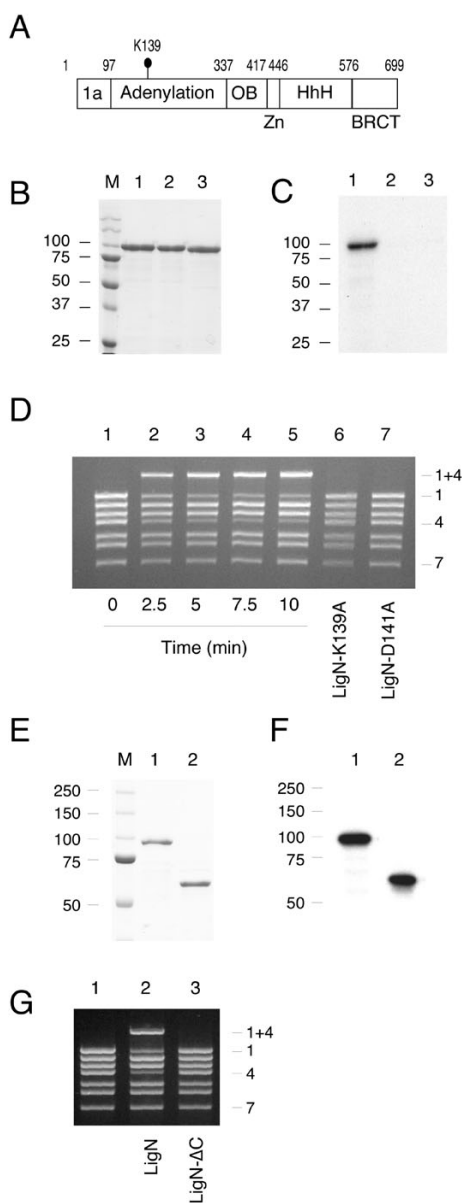 A
K139
1 97 337 417 446 576 699
1a Adenylation OB HhH
Zn BRCT
B
M 1 2 3
100
75
50
37
25
C
1 2 3
100
75
50
37
25
D
1 2 3 4 5 6 7
1+4
1
4
7
0 2.5 5 7.5 10
Time (min)
LigN-K139A
LigN-D141A
E
M 1 2
250
150
100
75
50
F
1 2
250
150
100
75
50
G
1 2 3
1+4
1
4
7
LigN
LigN-ΔC